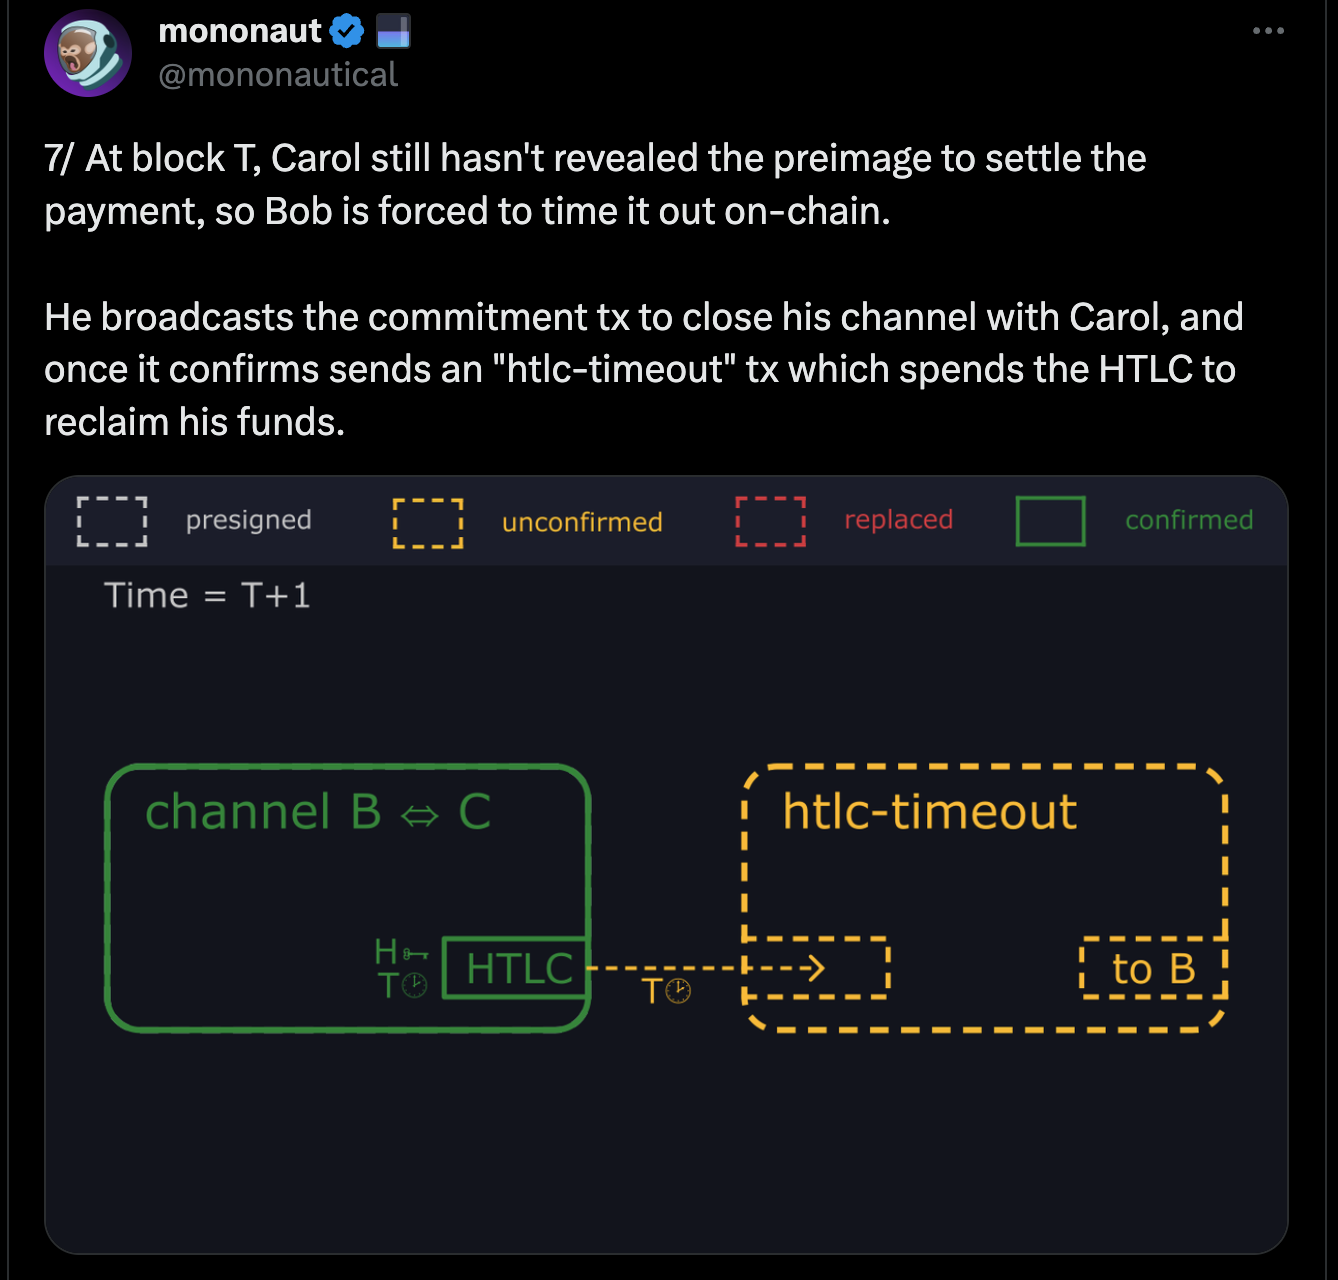 mononaut
@mononautical
7/ At block T, Carol still hasn't revealed the preimage to settle the
payment, so Bob is forced to time it out on-chain.
He broadcasts the commitment tx to close his channel with Carol, and
once it confirms sends an "htlc-timeout" tx which spends the HTLC to
reclaim his funds.
presigned unconfirmed replaced confirmed
Time = T+1
channel B ⇔ C
htlc-timeout
H
T
HTLC
T
to B